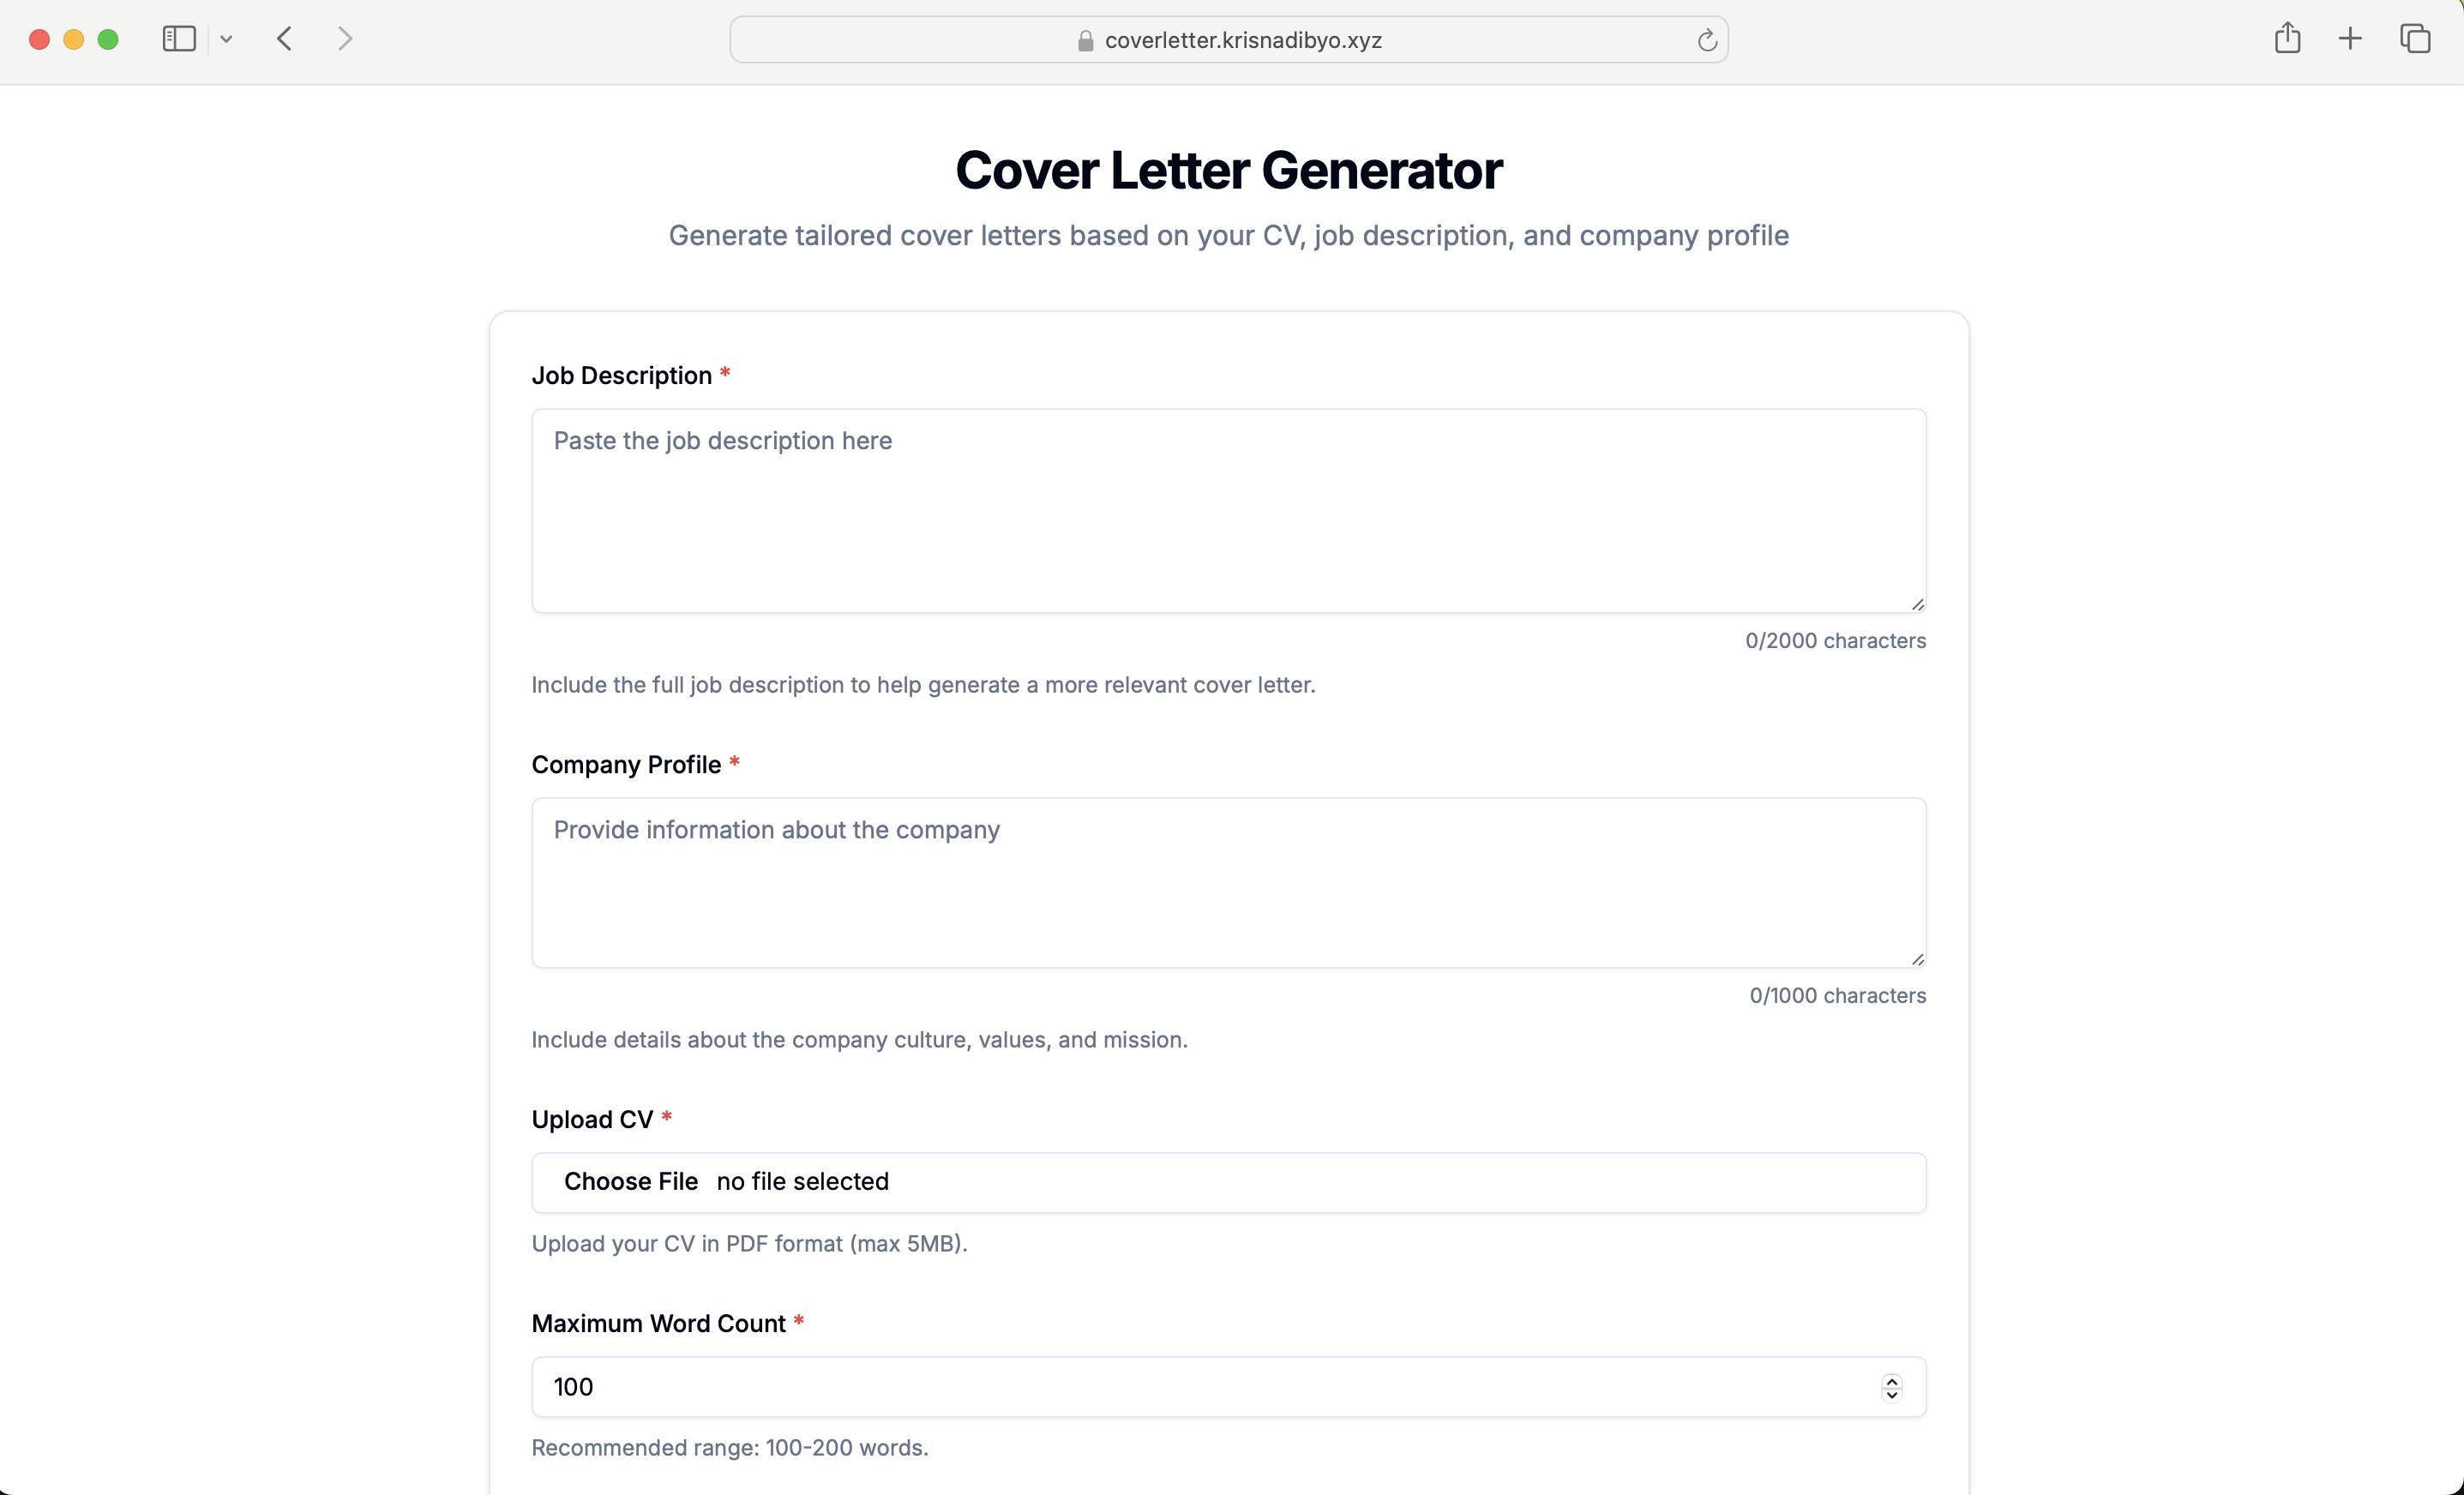 coverletter.krisnadibyo.xyz
Cover Letter Generator
Generate tailored cover letters based on your CV, job description, and company profile
Job Description *
Paste the job description here
0/2000 characters
Include the full job description to help generate a more relevant cover letter.
Company Profile *
Provide information about the company
0/1000 characters
Include details about the company culture, values, and mission.
Upload CV *
Choose File no file selected
Upload your CV in PDF format (max 5MB).
Maximum Word Count *
100
Recommended range: 100-200 words.